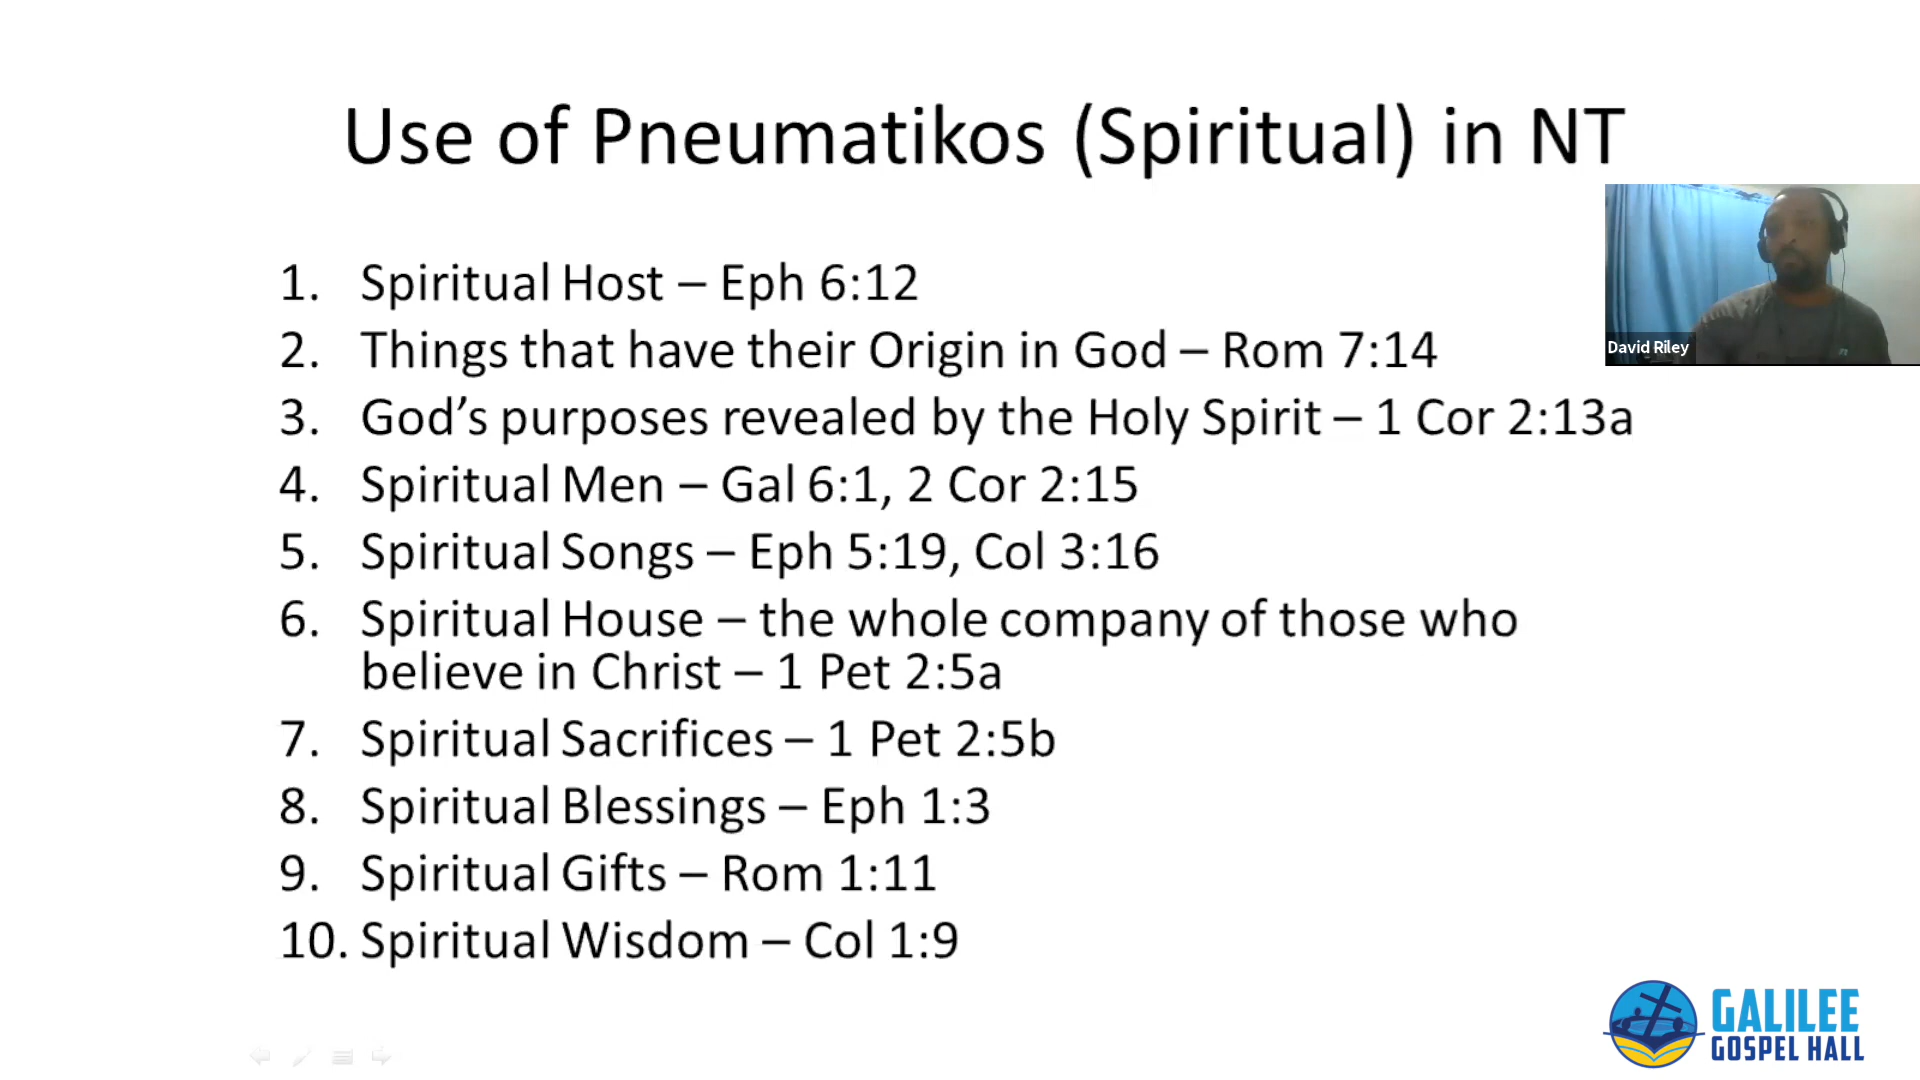 Use of Pneumatikos (Spiritual) in NT
1. Spiritual Host – Eph 6:12
2. Things that have their Origin in God – Rom 7:14
3. God’s purposes revealed by the Holy Spirit – 1 Cor 2:13a
4. Spiritual Men – Gal 6:1, 2 Cor 2:15
5. Spiritual Songs – Eph 5:19, Col 3:16
6. Spiritual House – the whole company of those who
believe in Christ – 1 Pet 2:5a
7. Spiritual Sacrifices – 1 Pet 2:5b
8. Spiritual Blessings – Eph 1:3
9. Spiritual Gifts – Rom 1:11
10. Spiritual Wisdom – Col 1:9
David Riley
GALILEE
GOSPEL HALL